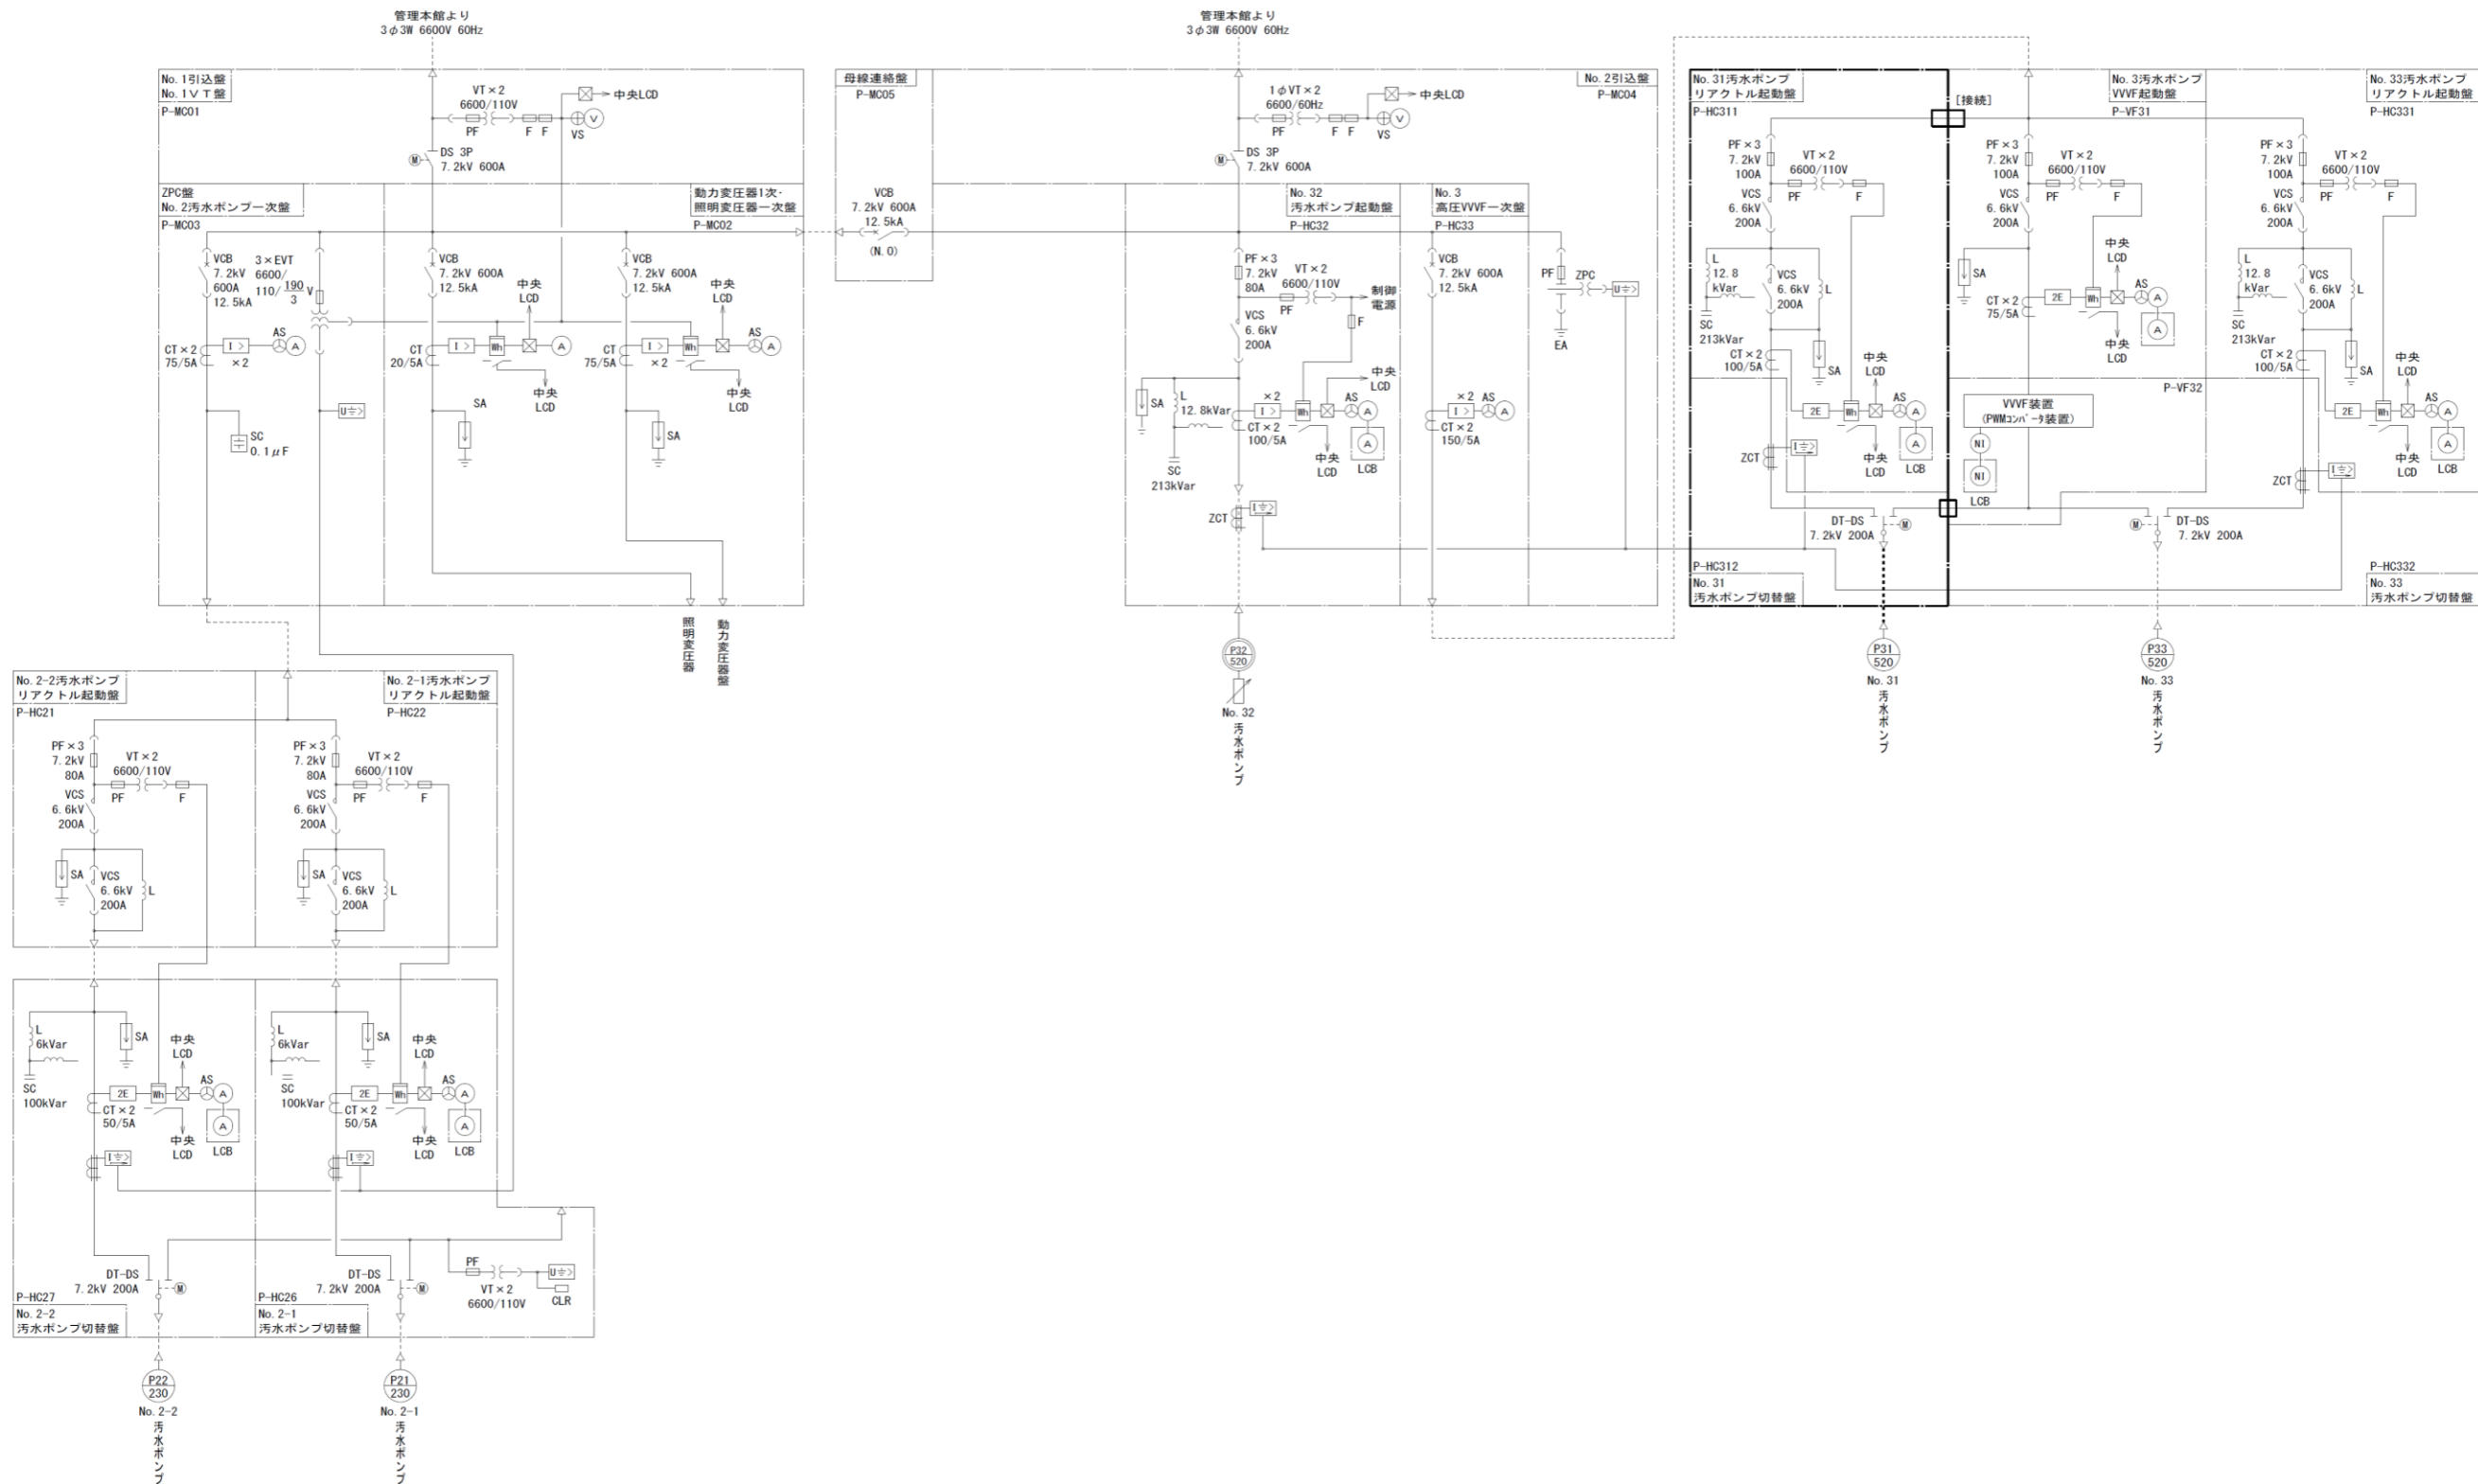 管理本館より
3φ3W 6600V 60Hz
No.1引込盤
No.1VT盤
P-MC01
VT×2
6600/110V
PF
F F
VS
V
中央LCD
M
DS 3P
7.2kV 600A
ZPC盤
No.2汚水ポンプ一次盤
P-MC03
動力変圧器1次・
照明変圧器一次盤
P-MC02
VCB
7.2kV
600A
12.5kA
3×EVT
6600/
110/190/3 V
VCB
7.2kV 600A
12.5kA
VCB
7.2kV 600A
12.5kA
中央
LCD
中央
LCD
CT×2
75/5A
I >
×2
AS
A
CT
20/5A
I >
Wh
A
中央
LCD
CT
75/5A
I >
×2
Wh
AS
A
中央
LCD
U⏚>
SC
0.1μF
SA
SA
照明変圧器
動力変圧器盤
母線連絡盤
P-MC05
VCB
7.2kV 600A
12.5kA
(N.O)
管理本館より
3φ3W 6600V 60Hz
No.2引込盤
P-MC04
1φVT×2
6600/60Hz
PF
F F
VS
V
中央LCD
M
DS 3P
7.2kV 600A
No.32
汚水ポンプ起動盤
P-HC32
No.3
高圧VVVF一次盤
P-HC33
PF×3
7.2kV
80A
VT×2
6600/110V
PF
制御
電源
F
VCS
6.6kV
200A
中央
LCD
SA
L
12.8kVar
SC
213kVar
×2
I >
Wh
AS
A
CT×2
100/5A
A
LCB
中央
LCD
ZCT
I⏚>
VCB
7.2kV 600A
12.5kA
×2 AS
I >
A
CT×2
150/5A
PF
ZPC
U⏚>
EA
P32
520
No.32
汚水ポンプ
No.31汚水ポンプ
リアクトル起動盤
P-HC311
[接続]
PF×3
7.2kV
100A
VT×2
6600/110V
PF
F
VCS
6.6kV
200A
L
12.8
kVar
SC
213kVar
VCS
6.6kV
200A
L
CT×2
100/5A
SA
中央
LCD
2E
Wh
AS
A
A
LCB
中央
LCD
ZCT
I⏚>
DT-DS
7.2kV 200A
M
P-HC312
No.31
汚水ポンプ切替盤
P31
520
No.31
汚水ポンプ
No.3汚水ポンプ
VVVF起動盤
P-VF31
PF×3
7.2kV
100A
VT×2
6600/110V
PF
F
VCS
6.6kV
200A
SA
中央
LCD
CT×2
75/5A
2E
Wh
AS
A
A
中央
LCD
P-VF32
VVVF装置
(PWMコンバータ装置)
NI
NI
LCB
No.33汚水ポンプ
リアクトル起動盤
P-HC331
PF×3
7.2kV
100A
VT×2
6600/110V
PF
F
VCS
6.6kV
200A
L
12.8
kVar
SC
213kVar
VCS
6.6kV
200A
L
CT×2
100/5A
SA
中央
LCD
2E
Wh
AS
A
A
LCB
中央
LCD
ZCT
I⏚>
M
DT-DS
7.2kV 200A
P-HC332
No.33
汚水ポンプ切替盤
P33
520
No.33
汚水ポンプ
No.2-2汚水ポンプ
リアクトル起動盤
P-HC21
PF×3
7.2kV
80A
VT×2
6600/110V
PF
F
VCS
6.6kV
200A
SA
VCS
6.6kV
200A
L
No.2-1汚水ポンプ
リアクトル起動盤
P-HC22
PF×3
7.2kV
80A
VT×2
6600/110V
PF
F
VCS
6.6kV
200A
SA
VCS
6.6kV
200A
L
L
6kVar
SC
100kVar
SA
中央
LCD
2E
Wh
AS
A
CT×2
50/5A
A
LCB
中央
LCD
I⏚>
L
6kVar
SC
100kVar
SA
中央
LCD
2E
Wh
AS
A
CT×2
50/5A
A
LCB
中央
LCD
I⏚>
DT-DS
7.2kV 200A
M
P-HC27
No.2-2
汚水ポンプ切替盤
DT-DS
7.2kV 200A
M
P-HC26
No.2-1
汚水ポンプ切替盤
PF
VT×2
6600/110V
U⏚>
CLR
P22
230
No.2-2
汚水ポンプ
P21
230
No.2-1
汚水ポンプ